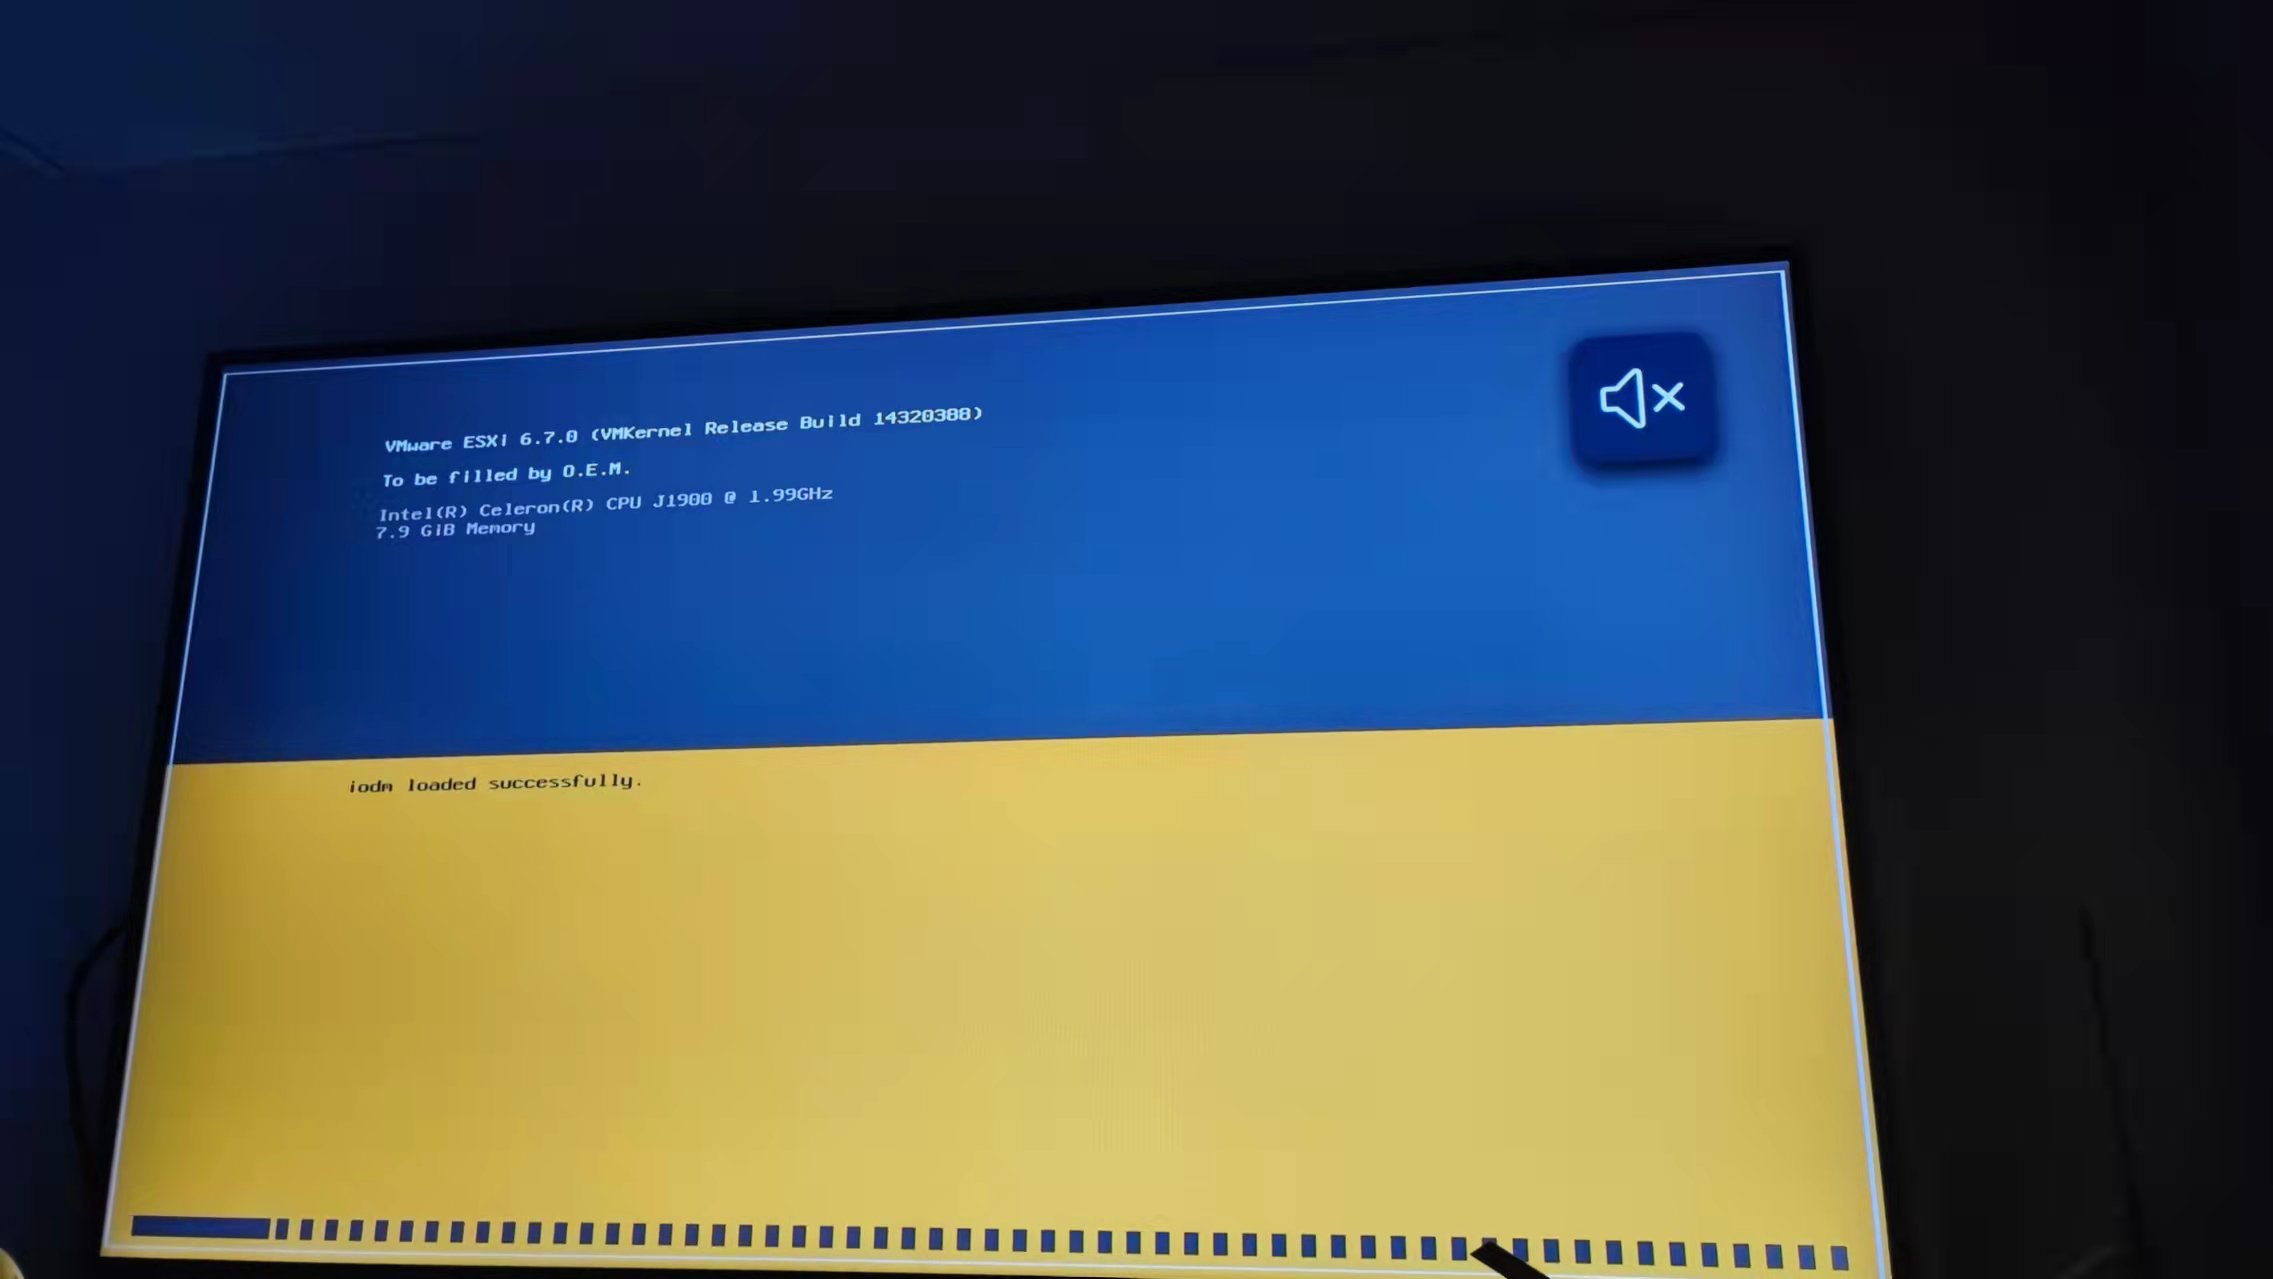 VMware ESXi 6.7.0 (VMKernel Release Build 14320388)
To be filled by O.E.M.
Intel(R) Celeron(R) CPU J1900 @ 1.99GHz
7.9 GiB Memory
iodm loaded successfully.